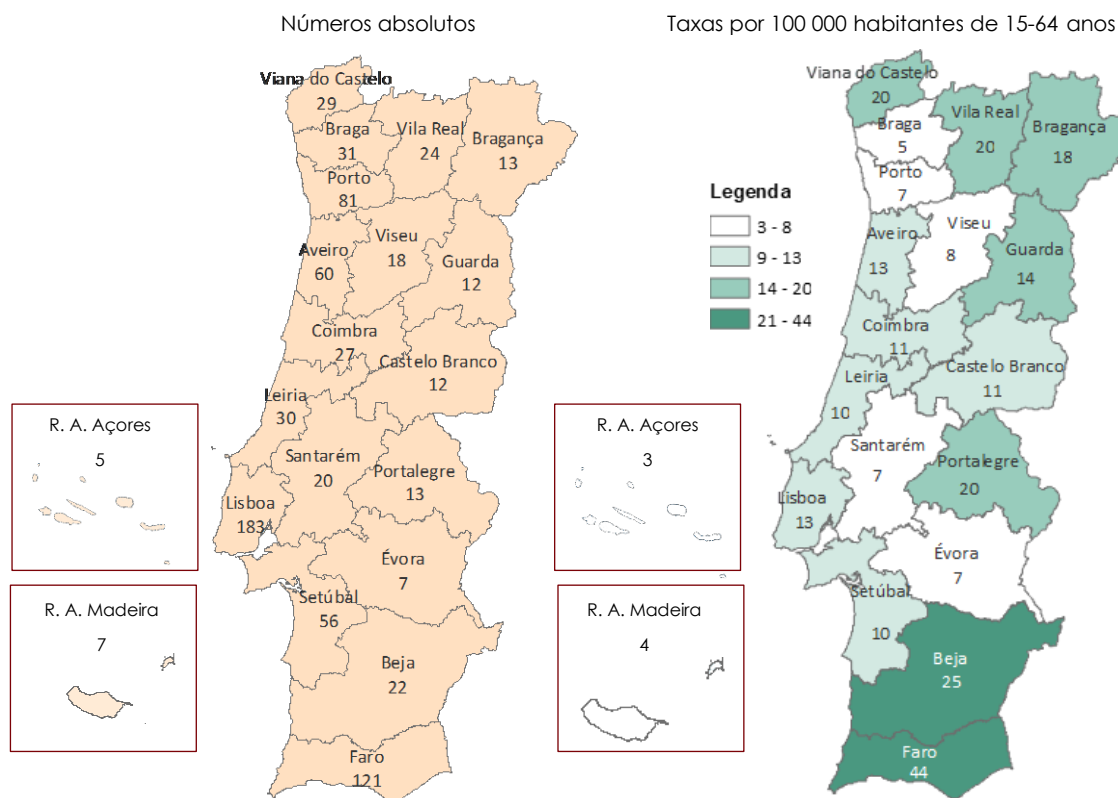 Números absolutos
Viana do Castelo
29
Braga
31
Vila Real
24
Bragança
13
Porto
81
Aveiro
60
Viseu
18
Guarda
12
Coimbra
27
Castelo Branco
12
Leiria
30
Santarém
20
Portalegre
13
Lisboa
183
Évora
7
Setúbal
56
Beja
22
Faro
121
R. A. Açores
5
R. A. Madeira
7
Taxas por 100 000 habitantes de 15-64 anos
Viana do Castelo
20
Braga
5
Vila Real
20
Bragança
18
Porto
7
Legenda
3 - 8
9 - 13
14 - 20
21 - 44
Aveiro
13
Viseu
8
Guarda
14
Coimbra
11
Castelo Branco
11
Leiria
10
Santarém
7
Portalegre
20
Lisboa
13
Évora
7
Setúbal
10
Beja
25
Faro
44
R. A. Açores
3
R. A. Madeira
4